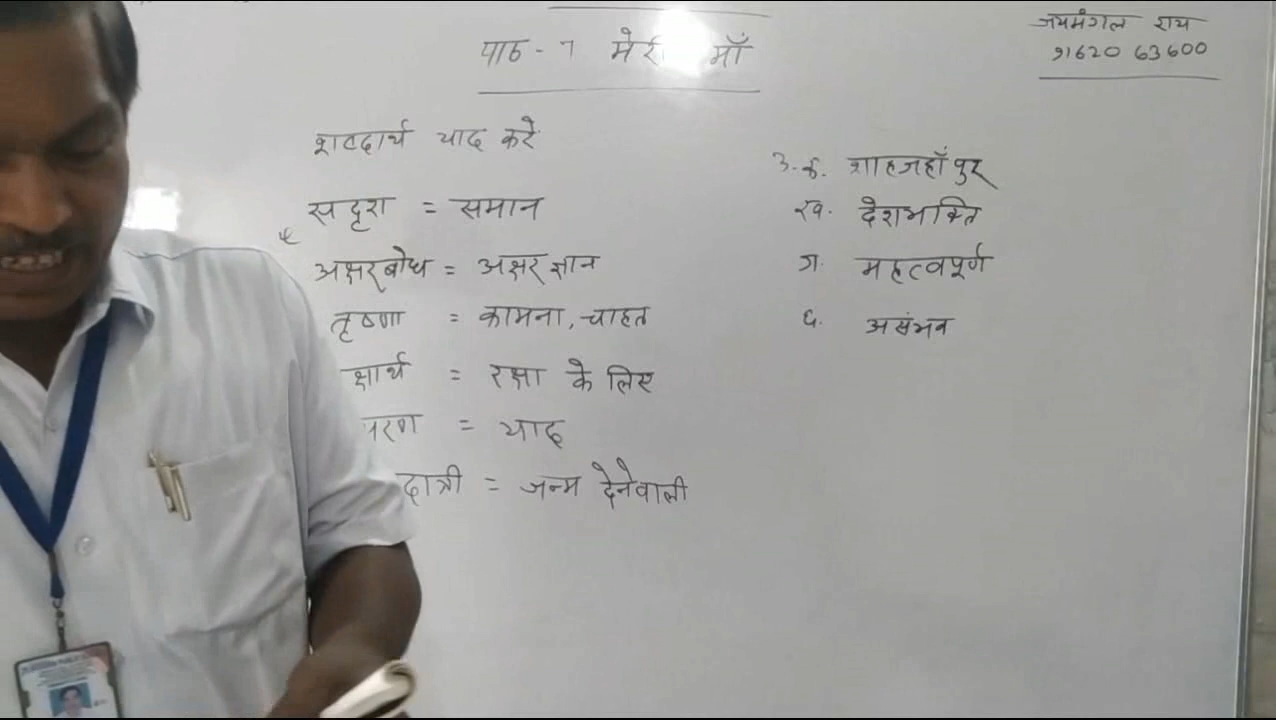 पाठ - 7 मेरी माँ
जयमंगल राय
91620 63600
शब्दार्थ याद करें
सदृश = समान
अक्षरबोध = अक्षर ज्ञान
तृष्णा = कामना, चाहत
क्षार्थ = रक्षा के लिए
मरण = याद
दात्री = जन्म देनेवाली
उ.क. शाहजहाँपुर
ख. देशभक्ति
ग. महत्वपूर्ण
घ. असंभव